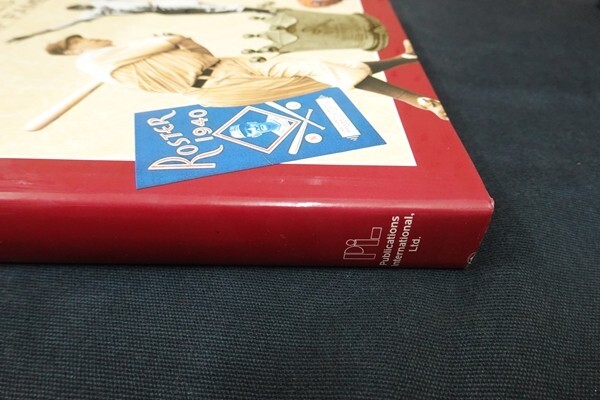 ROSTER
1940
PIL
Publications
International,
Ltd.